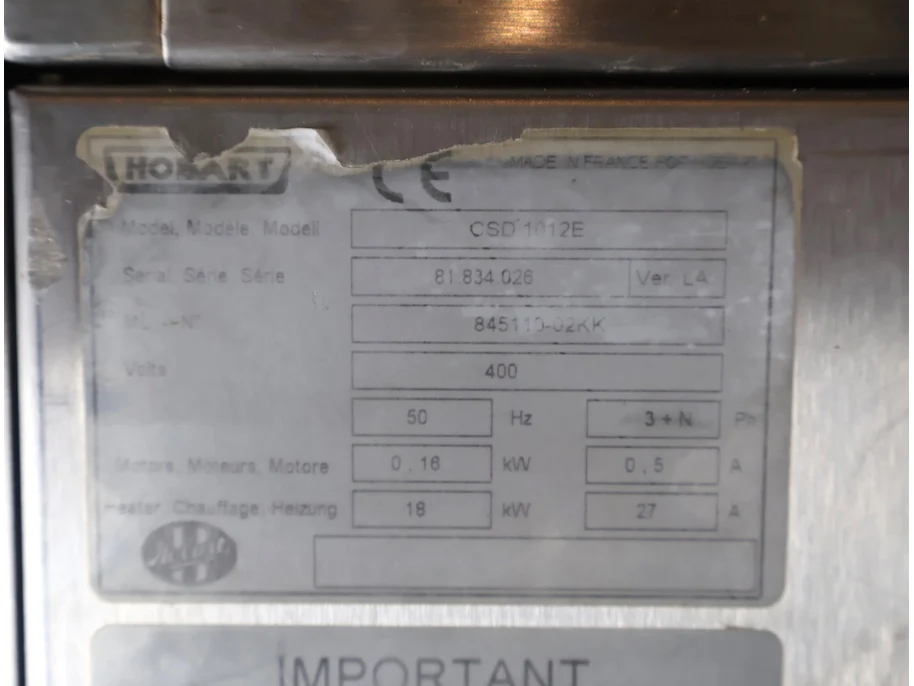 HOBART
CE MADE IN FRANCE FOR
Model, Modèle, Modell CSD 1012E
Serial, Série, Série 81.834.026 Ver. LA
845110-02KK
Volts 400
50 Hz 3 + N Ph
Motors, Moteurs, Motore 0,16 kW 0,5 A
Heater, Chauffage, Heizung 18 kW 27 A
IMPORTANT